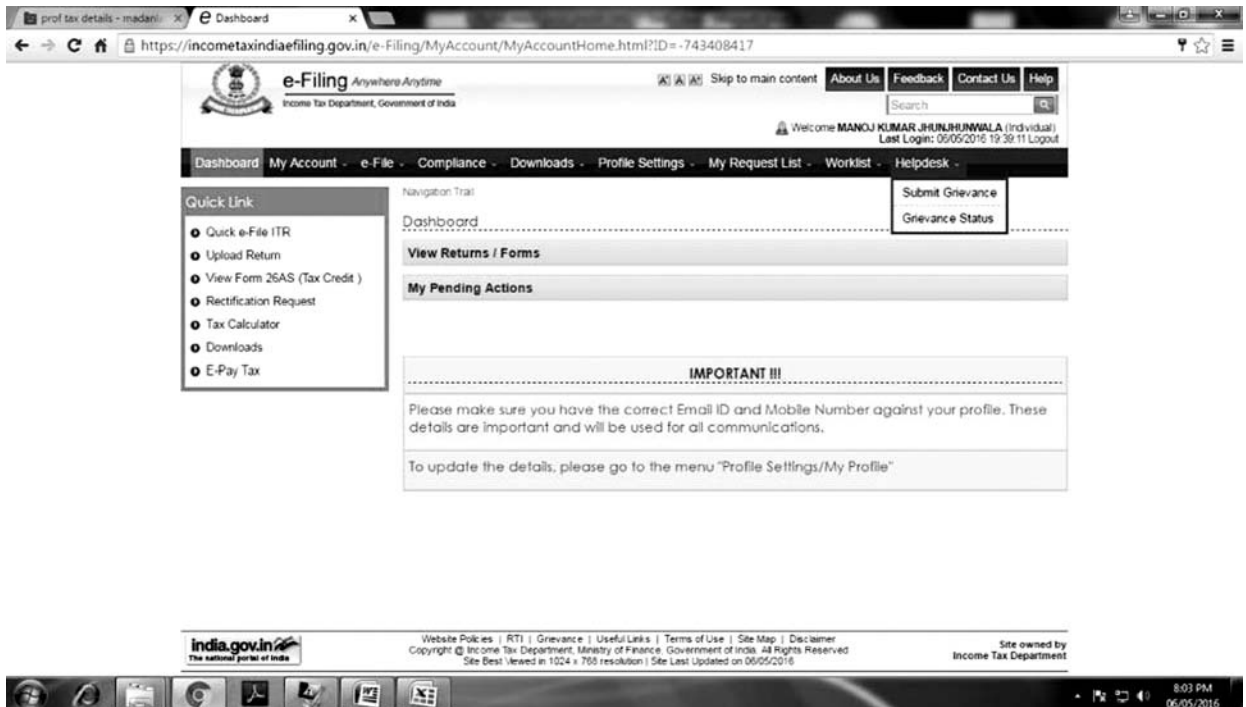 prof tax details - madanl
Dashboard
https://incometaxindiaefiling.gov.in/e-Filing/MyAccount/MyAccountHome.html?ID=-743408417
e-Filing Anywhere Anytime
Income Tax Department, Government of India
Skip to main content About Us Feedback Contact Us Help
Search
Welcome MANOJ KUMAR JHUNJHUNWALA (Individual)
Last Login: 06/05/2016 19:39:11 Logout
Dashboard My Account e-File Compliance Downloads Profile Settings My Request List Worklist Helpdesk
Submit Grievance
Grievance Status
Quick Link
Quick e-File ITR
Upload Return
View Form 26AS (Tax Credit )
Rectification Request
Tax Calculator
Downloads
E-Pay Tax
Navigation Trail
Dashboard
View Returns / Forms
My Pending Actions
IMPORTANT !!!
Please make sure you have the correct Email ID and Mobile Number against your profile. These
details are important and will be used for all communications.
To update the details, please go to the menu "Profile Settings/My Profile"
india.gov.in
The national portal of India
Website Policies | RTI | Grievance | Useful Links | Terms of Use | Site Map | Disclaimer
Copyright @ Income Tax Department, Ministry of Finance, Government of India. All Rights Reserved
Site Best Viewed in 1024 x 768 resolution | Site Last Updated on 06/05/2016
Site owned by
Income Tax Department
8:03 PM
06/05/2016